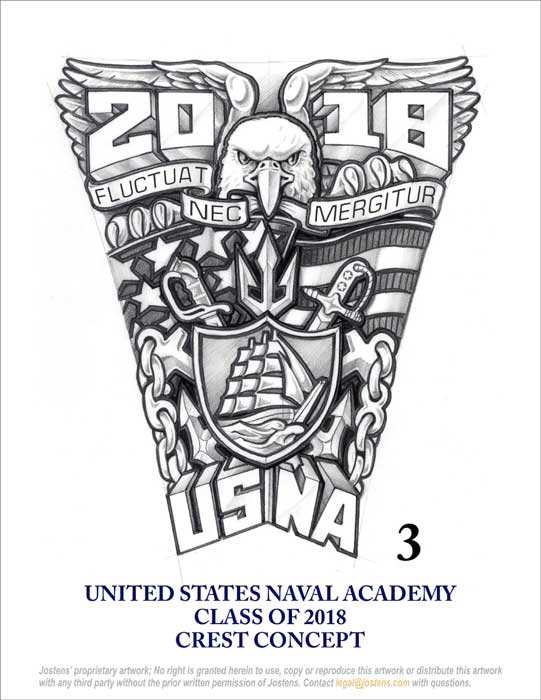 2018
FLUCTUAT NEC MERGITUR
USNA
3
UNITED STATES NAVAL ACADEMY
CLASS OF 2018
CREST CONCEPT
Jostens' proprietary artwork; No right is granted herein to use, copy or reproduce this artwork or distribute this artwork
with any third party without the prior written permission of Jostens. Contact legal@jostens.com with questions.